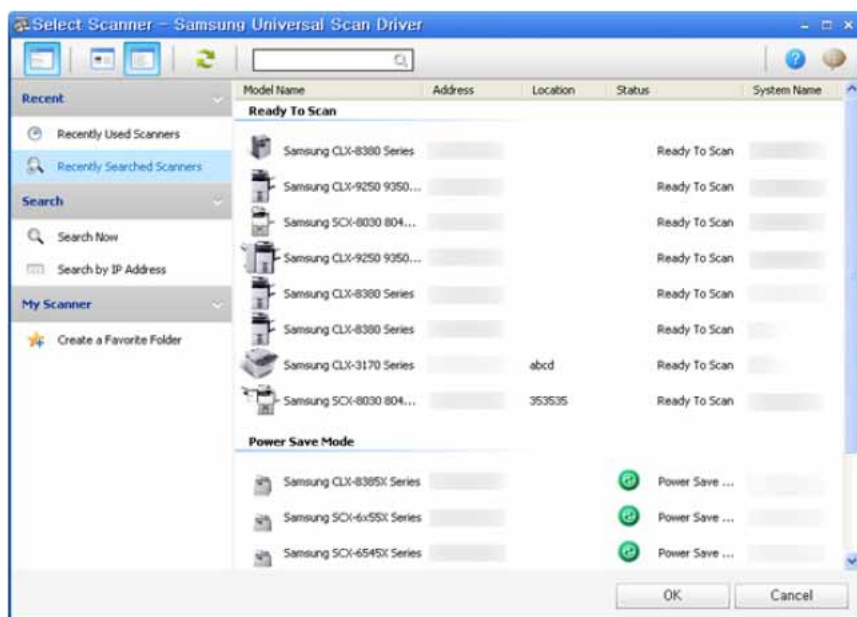 Select Scanner - Samsung Universal Scan Driver
Recent
Recently Used Scanners
Recently Searched Scanners
Search
Search Now
Search by IP Address
My Scanner
Create a Favorite Folder
Model Name Address Location Status System Name
Ready To Scan
Samsung CLX-8380 Series Ready To Scan
Samsung CLX-9250 9350... Ready To Scan
Samsung SCX-8030 804... Ready To Scan
Samsung CLX-9250 9350... Ready To Scan
Samsung CLX-8380 Series Ready To Scan
Samsung CLX-8380 Series Ready To Scan
Samsung CLX-3170 Series abcd Ready To Scan
Samsung SCX-8030 804... 353535 Ready To Scan
Power Save Mode
Samsung CLX-8385X Series Power Save ...
Samsung SCX-6x55X Series Power Save ...
Samsung SCX-6545X Series Power Save ...
OK Cancel